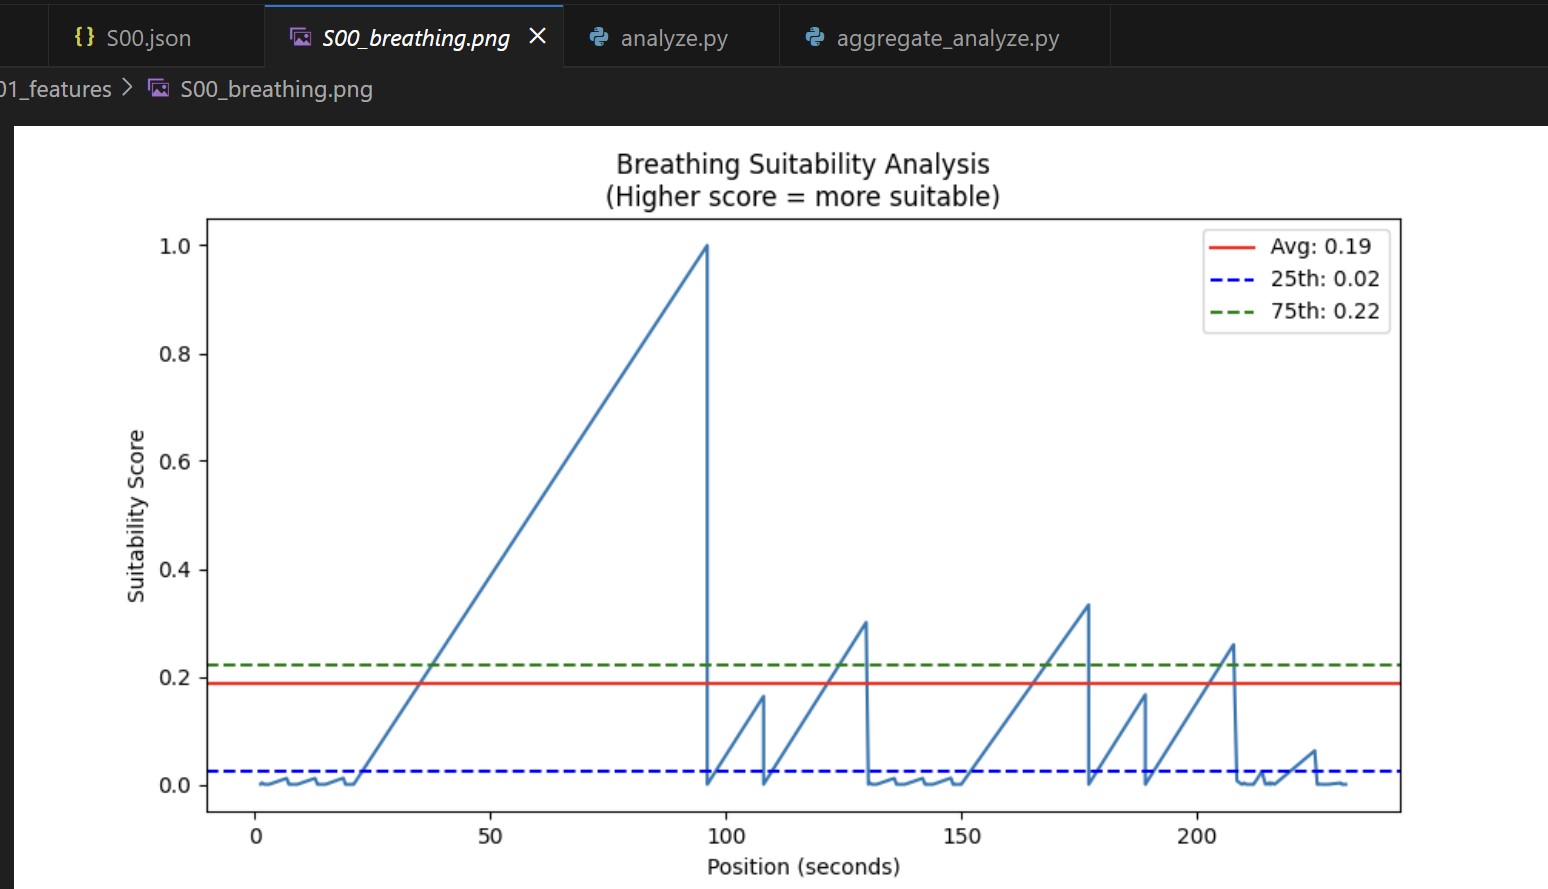 S00.json
S00_breathing.png
analyze.py
aggregate_analyze.py
01_features > S00_breathing.png
Breathing Suitability Analysis
(Higher score = more suitable)
Avg: 0.19
25th: 0.02
75th: 0.22
1.0
0.8
0.6
0.4
0.2
0.0
Suitability Score
0
50
100
150
200
Position (seconds)